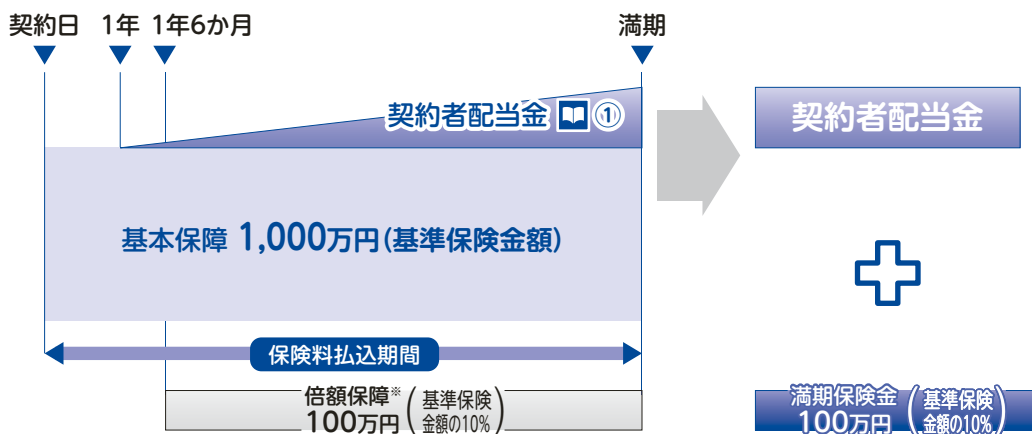 契約日 1年 1年6か月 満期
契約者配当金 ①
契約者配当金
基本保障 1,000万円(基準保険金額)
保険料払込期間
倍額保障※
100万円
(基準保険
金額の10%)
満期保険金
100万円
(基準保険
金額の10%)